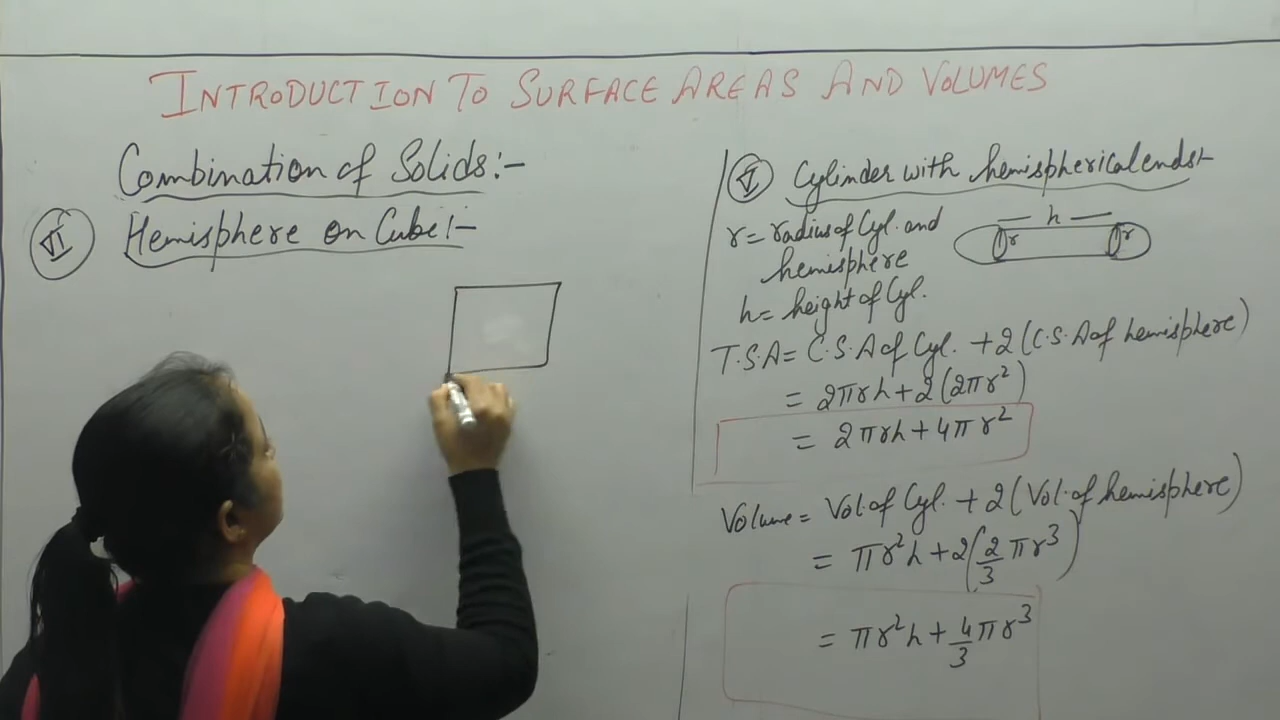 INTRODUCTION TO SURFACE AREAS AND VOLUMES
Combination of Solids:-
II Hemisphere on Cube:-
I Cylinder with hemispherical ends:-
r = radius of Cyl. and
hemisphere
h = height of Cyl.
h
r r
T.S.A = C.S.A of Cyl. + 2(C.S.A of hemisphere)
= 2πrh + 2(2πr²)
= 2πrh + 4πr²
Volume = Vol. of Cyl. + 2(Vol. of hemisphere)
= πr²h + 2(2/3 πr³)
= πr²h + 4/3 πr³